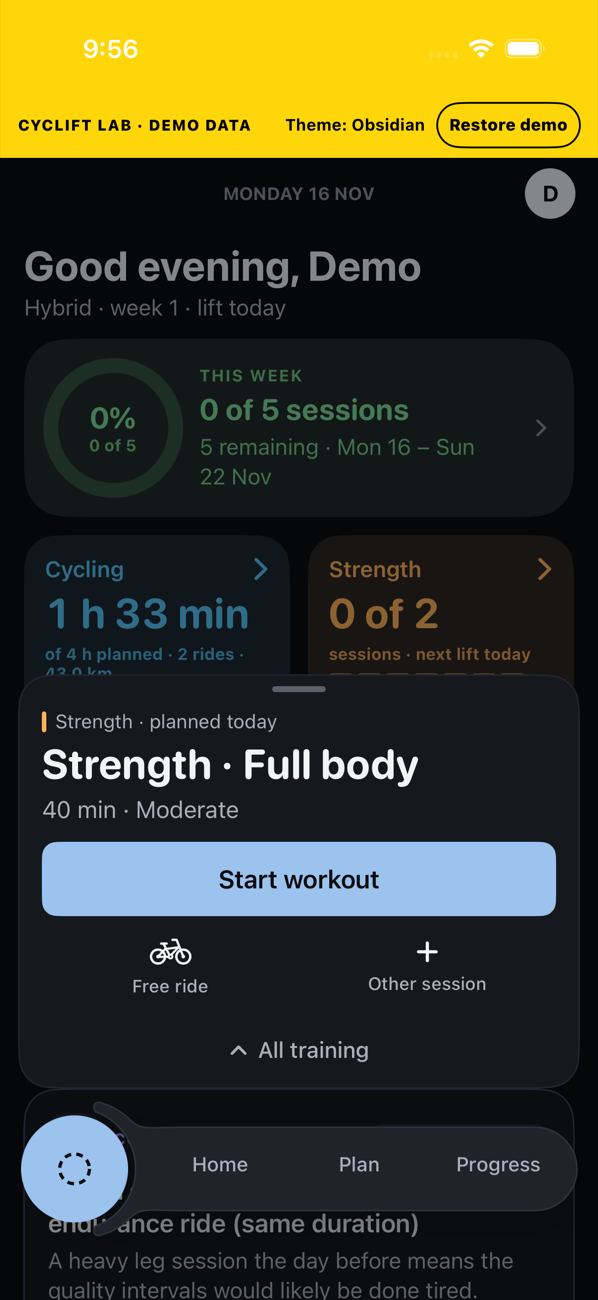 9:56
CYCLIFT LAB · DEMO DATA
Theme: Obsidian
Restore demo
MONDAY 16 NOV
D
Good evening, Demo
Hybrid · week 1 · lift today
0%
0 of 5
THIS WEEK
0 of 5 sessions
5 remaining · Mon 16 – Sun
22 Nov
Cycling
1 h 33 min
of 4 h planned · 2 rides ·
43.0 km
Strength
0 of 2
sessions · next lift today
Strength · planned today
Strength · Full body
40 min · Moderate
Start workout
Free ride
Other session
All training
Home
Plan
Progress
endurance ride (same duration)
A heavy leg session the day before means the
quality intervals would likely be done tired.